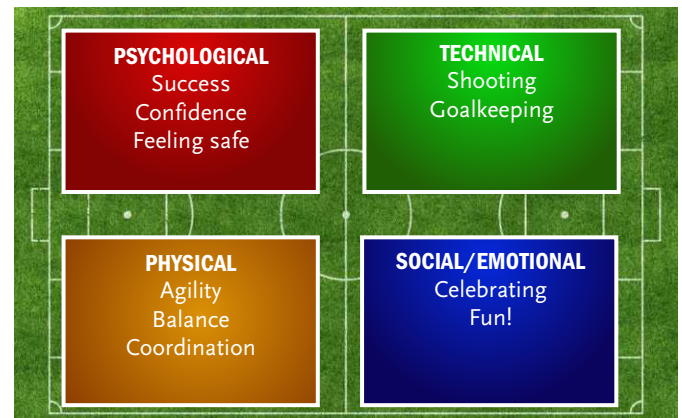 PSYCHOLOGICAL
Success
Confidence
Feeling safe
TECHNICAL
Shooting
Goalkeeping
PHYSICAL
Agility
Balance
Coordination
SOCIAL/EMOTIONAL
Celebrating
Fun!